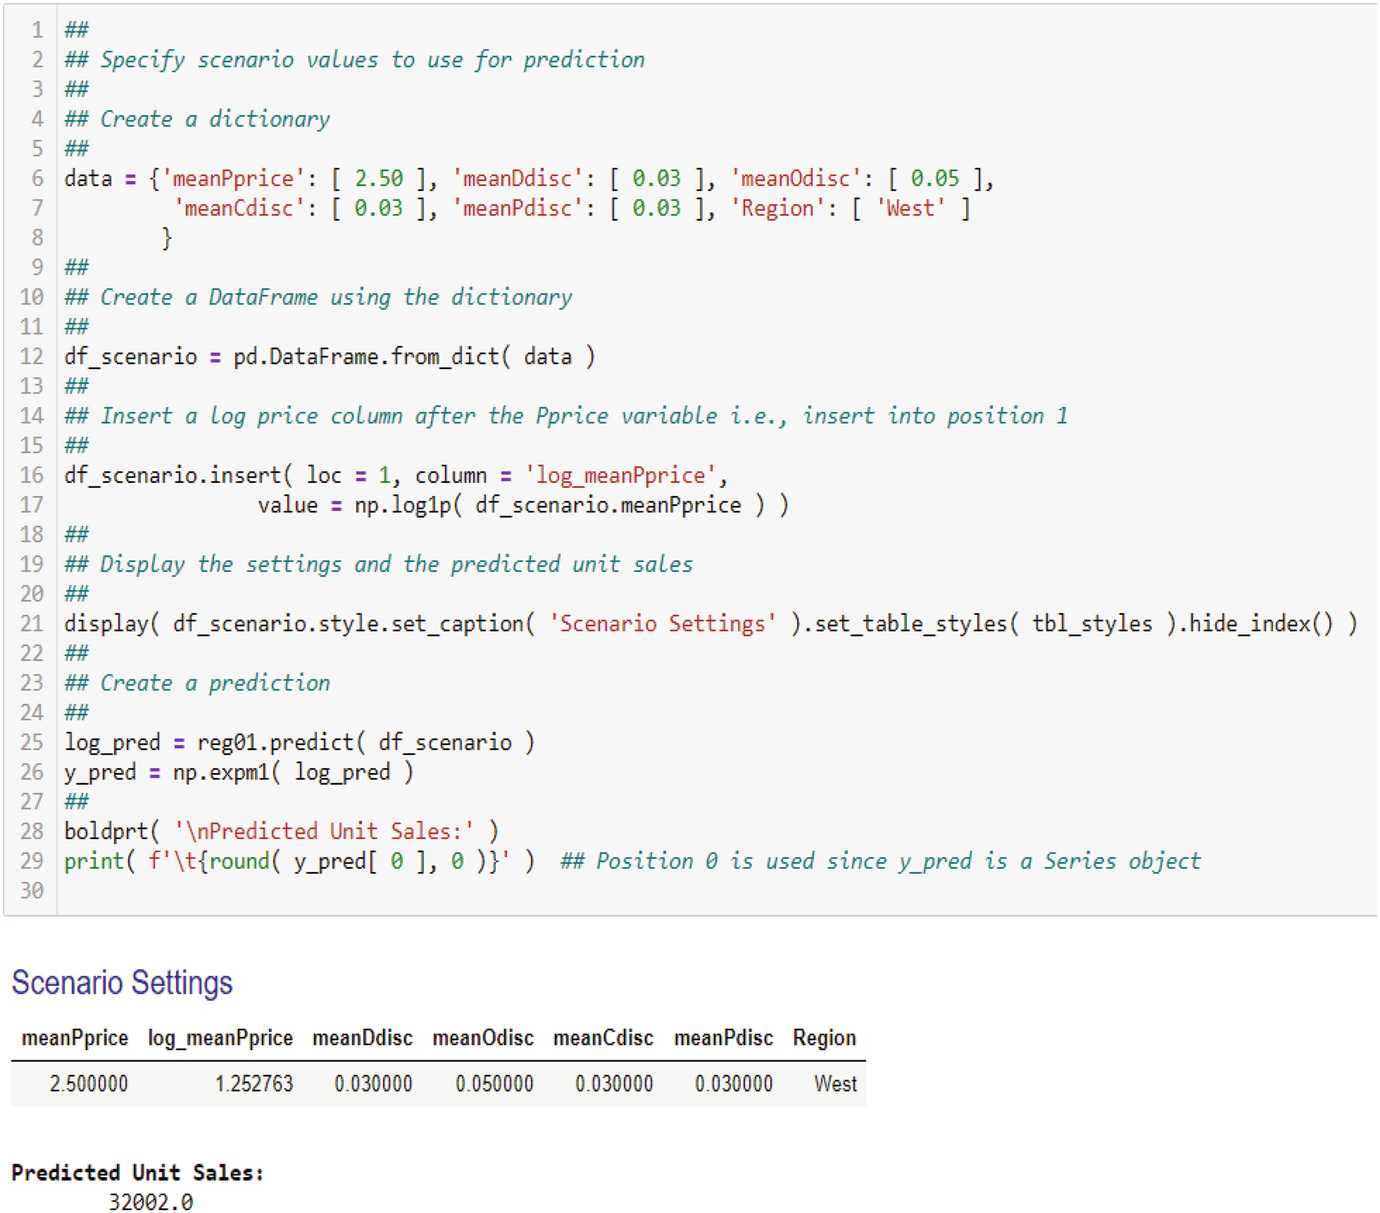 1 ##
2 ## Specify scenario values to use for prediction
3 ##
4 ## Create a dictionary
5 ##
6 data = {'meanPprice': [ 2.50 ], 'meanDdisc': [ 0.03 ], 'meanOdisc': [ 0.05 ],
7 'meanCdisc': [ 0.03 ], 'meanPdisc': [ 0.03 ], 'Region': [ 'West' ]
8 }
9 ##
10 ## Create a DataFrame using the dictionary
11 ##
12 df_scenario = pd.DataFrame.from_dict( data )
13 ##
14 ## Insert a log price column after the Pprice variable i.e., insert into position 1
15 ##
16 df_scenario.insert( loc = 1, column = 'log_meanPprice',
17 value = np.log1p( df_scenario.meanPprice ) )
18 ##
19 ## Display the settings and the predicted unit sales
20 ##
21 display( df_scenario.style.set_caption( 'Scenario Settings' ).set_table_styles( tbl_styles ).hide_index() )
22 ##
23 ## Create a prediction
24 ##
25 log_pred = reg01.predict( df_scenario )
26 y_pred = np.expm1( log_pred )
27 ##
28 boldprt( '\nPredicted Unit Sales:' )
29 print( f'\t{round( y_pred[ 0 ], 0 )}' ) ## Position 0 is used since y_pred is a Series object
30
Scenario Settings
meanPprice log_meanPprice meanDdisc meanOdisc meanCdisc meanPdisc Region
2.500000 1.252763 0.030000 0.050000 0.030000 0.030000 West
Predicted Unit Sales:
32002.0